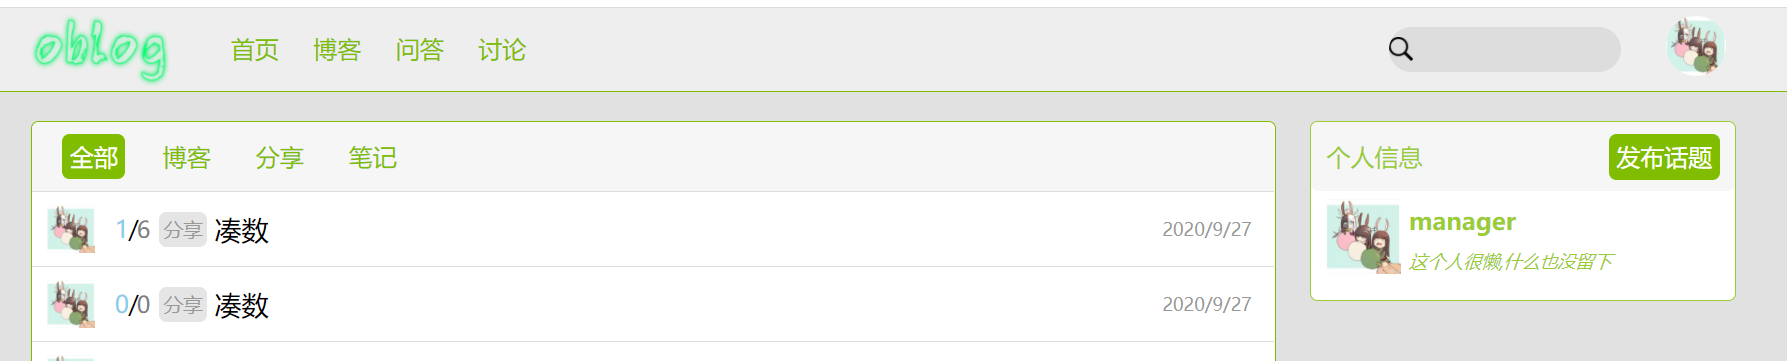 oblog 首页 博客 问答 讨论
全部 博客 分享 笔记
1/6 分享 凑数 2020/9/27
0/0 分享 凑数 2020/9/27
个人信息 发布话题
manager
这个人很懒,什么也没留下